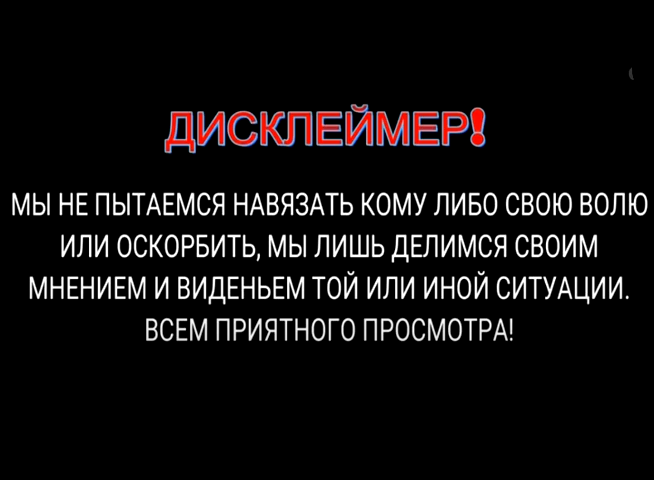 ДИСКЛЕЙМЕР!
МЫ НЕ ПЫТАЕМСЯ НАВЯЗАТЬ КОМУ ЛИБО СВОЮ ВОЛЮ
ИЛИ ОСКОРБИТЬ, МЫ ЛИШЬ ДЕЛИМСЯ СВОИМ
МНЕНИЕМ И ВИДЕНЬЕМ ТОЙ ИЛИ ИНОЙ СИТУАЦИИ.
ВСЕМ ПРИЯТНОГО ПРОСМОТРА!